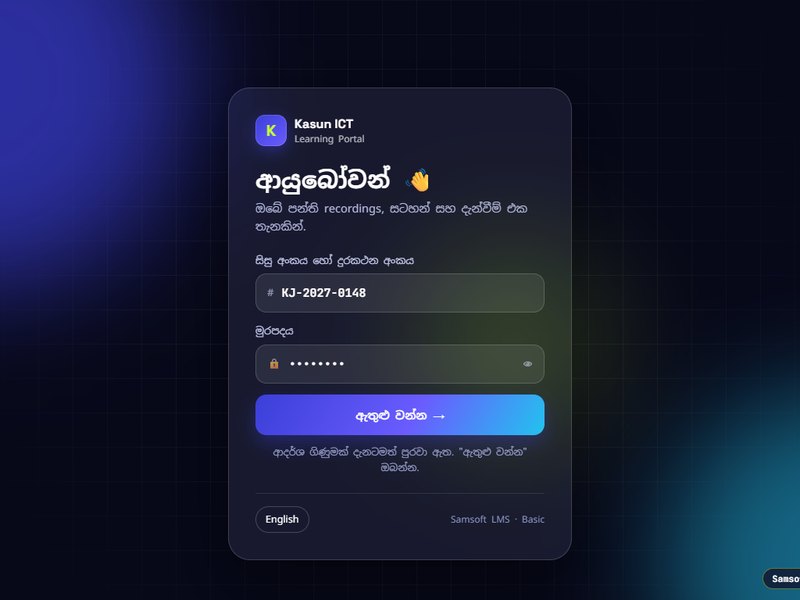 K
Kasun ICT
Learning Portal
ආයුබෝවන් 👋
ඔබේ පන්ති recordings, සටහන් සහ දැන්වීම් එක
තැනකින්.
සිසු අංකය හෝ දුරකථන අංකය
# KJ-2027-0148
මුරපදය
ඇතුළු වන්න →
ආදර්ශ ගිණුමක් දැනටමත් පුරවා ඇත. "ඇතුළු වන්න"
ඔබන්න.
English
Samsoft LMS · Basic